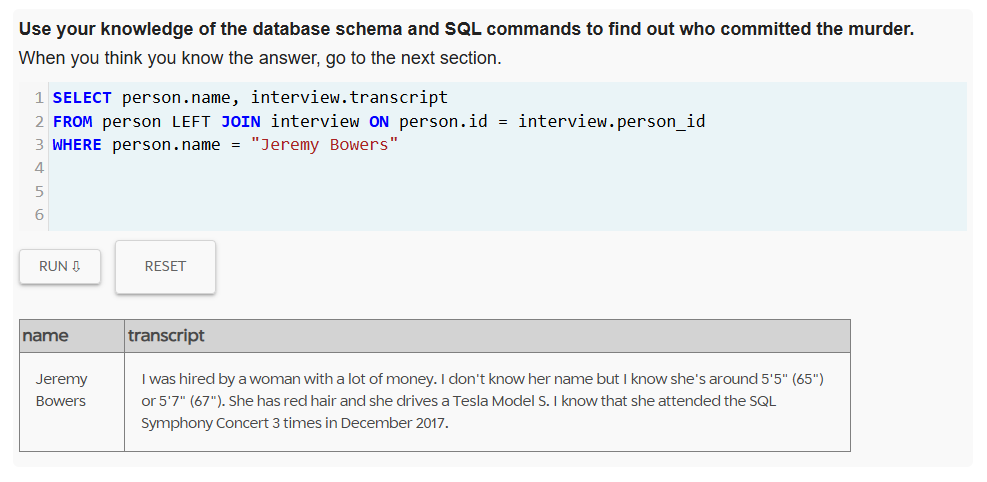 Use your knowledge of the database schema and SQL commands to find out who committed the murder.
When you think you know the answer, go to the next section.
1 SELECT person.name, interview.transcript
2 FROM person LEFT JOIN interview ON person.id = interview.person_id
3 WHERE person.name = "Jeremy Bowers"
4
5
6
RUN ⇩
RESET
name transcript
Jeremy Bowers
I was hired by a woman with a lot of money. I don't know her name but I know she's around 5'5" (65")
or 5'7" (67"). She has red hair and she drives a Tesla Model S. I know that she attended the SQL
Symphony Concert 3 times in December 2017.